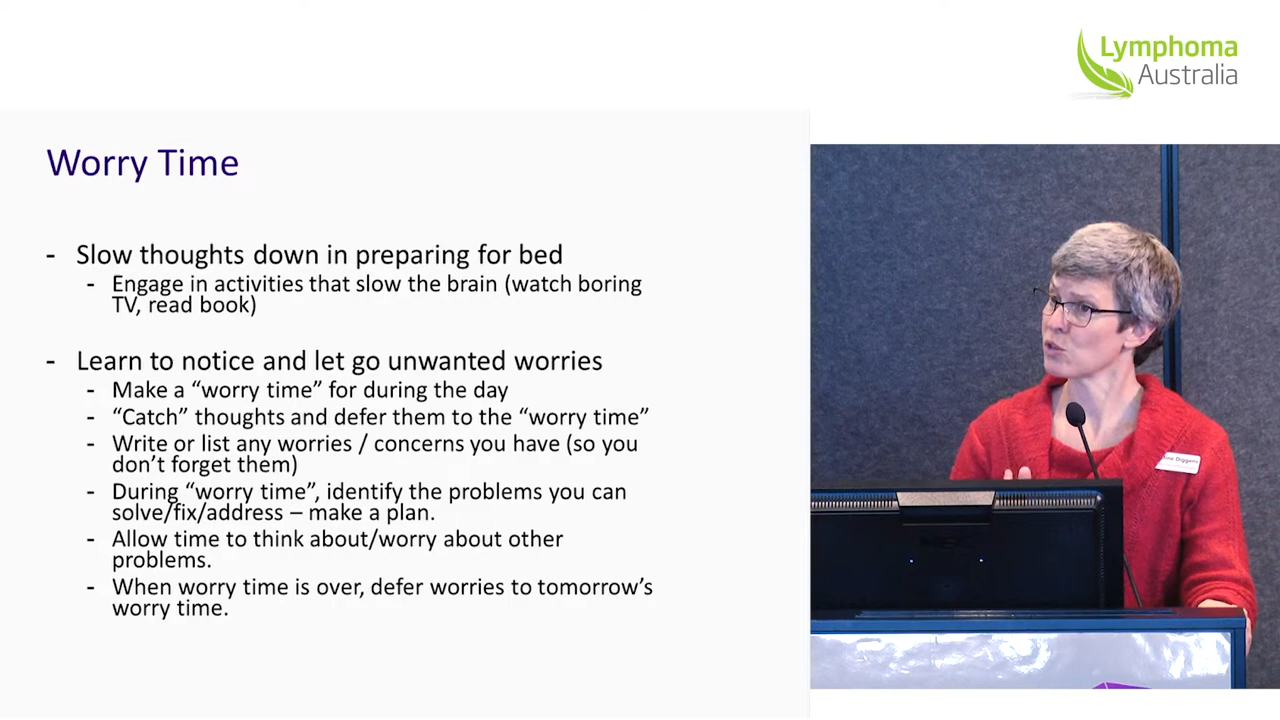 Lymphoma
Australia
Worry Time
- Slow thoughts down in preparing for bed
- Engage in activities that slow the brain (watch boring
TV, read book)
- Learn to notice and let go unwanted worries
- Make a “worry time” for during the day
- “Catch” thoughts and defer them to the “worry time”
- Write or list any worries / concerns you have (so you
don’t forget them)
- During “worry time”, identify the problems you can
solve/fix/address – make a plan.
- Allow time to think about/worry about other
problems.
- When worry time is over, defer worries to tomorrow’s
worry time.
Diggens